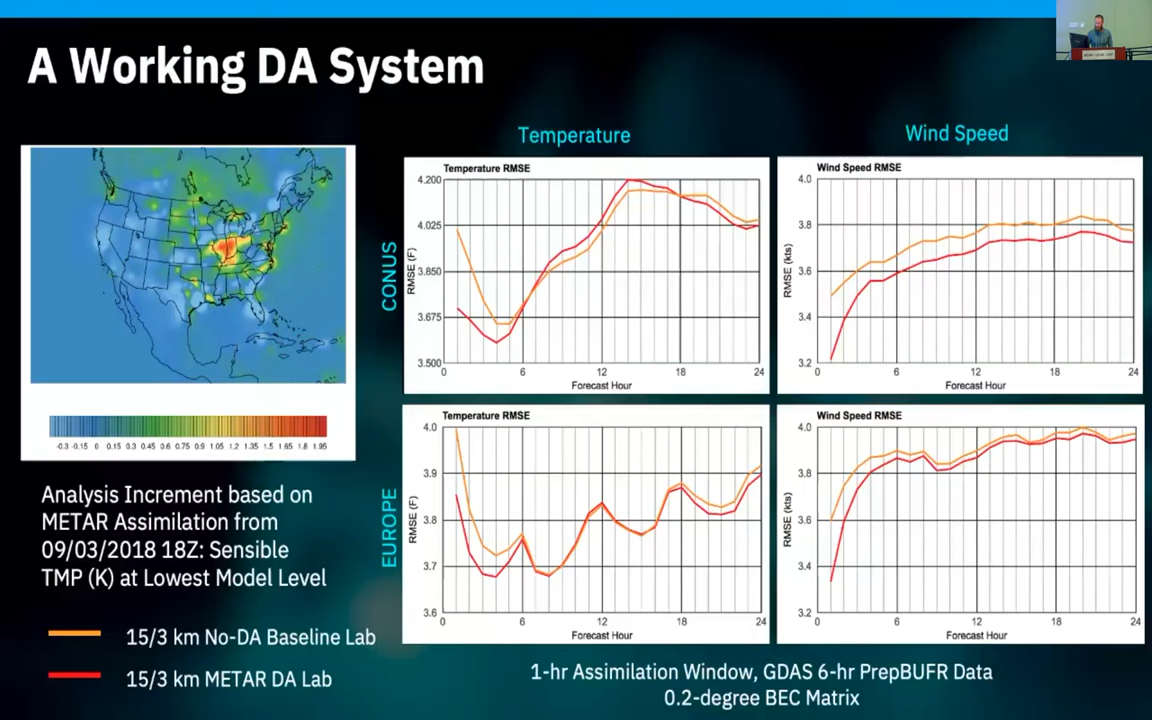 A Working DA System
Temperature
Wind Speed
CONUS
EUROPE
Temperature RMSE
4.200
4.025
3.850
3.675
3.500
RMSE (F)
0 6 12 18 24
Forecast Hour
Wind Speed RMSE
4.0
3.8
3.6
3.4
3.2
RMSE (kts)
0 6 12 18 24
Forecast Hour
Temperature RMSE
4.0
3.9
3.8
3.7
3.6
RMSE (F)
0 6 12 18 24
Forecast Hour
Wind Speed RMSE
4.0
3.8
3.6
3.4
3.2
RMSE (kts)
0 6 12 18 24
Forecast Hour
-0.3 -0.15 0 0.15 0.3 0.45 0.6 0.75 0.9 1.05 1.2 1.35 1.5 1.65 1.8 1.95
Analysis Increment based on
METAR Assimilation from
09/03/2018 18Z: Sensible
TMP (K) at Lowest Model Level
15/3 km No-DA Baseline Lab
15/3 km METAR DA Lab
1-hr Assimilation Window, GDAS 6-hr PrepBUFR Data
0.2-degree BEC Matrix